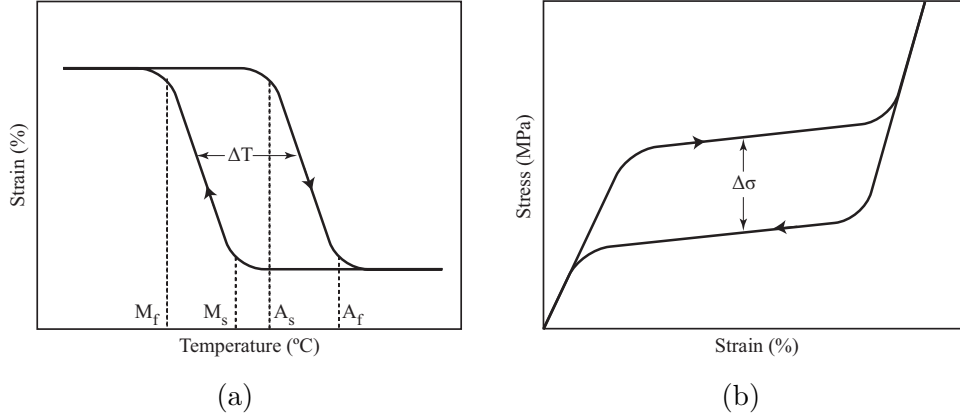 Strain (%)
ΔT
M_f
M_s
A_s
A_f
Temperature (ºC)
(a)
Stress (MPa)
Δσ
Strain (%)
(b)